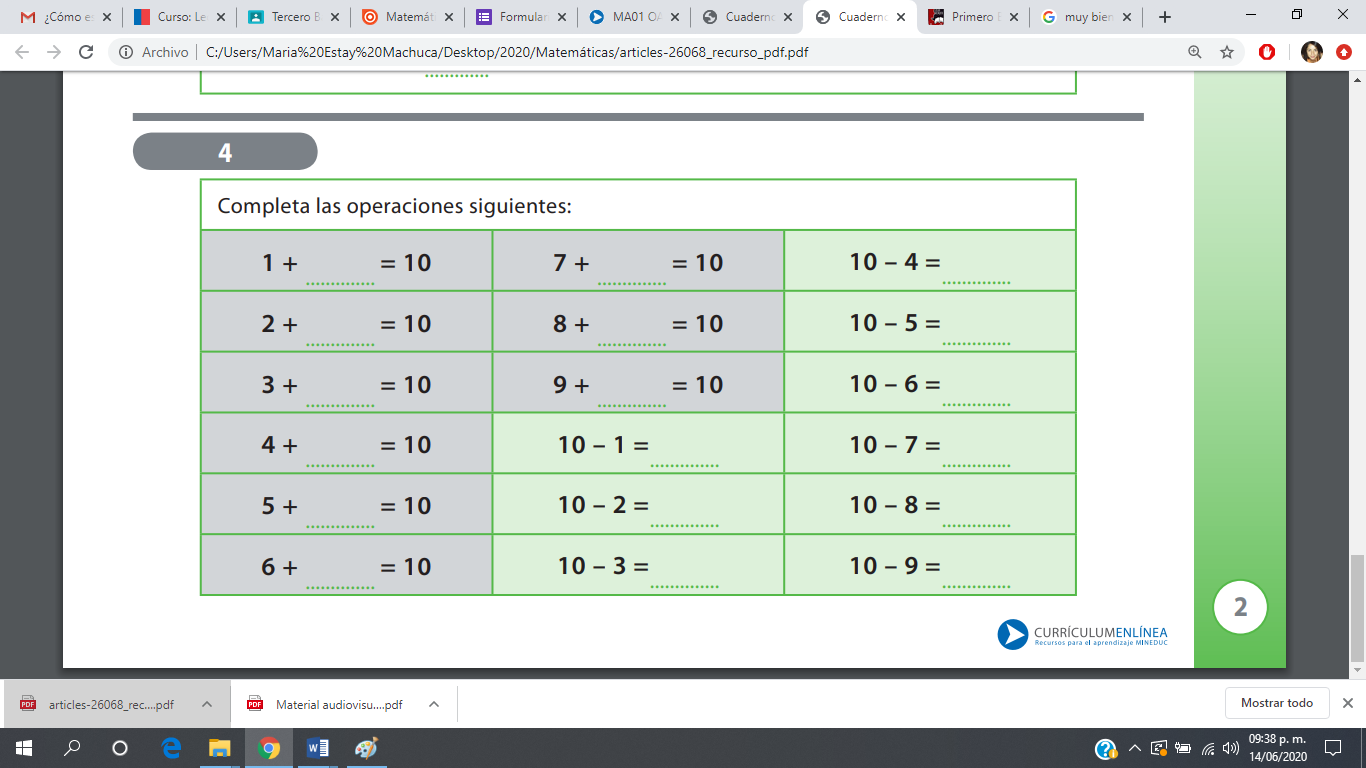 ¿Cómo es
Curso: Le
Tercero B
Matemáti
Formular
MA01 OA
Cuaderno
Cuaderno
Primero B
muy bien
Archivo
C:/Users/Maria%20Estay%20Machuca/Desktop/2020/Matemáticas/articles-26068_recurso_pdf.pdf
4
Completa las operaciones siguientes:
1 + .............. = 10 7 + .............. = 10 10 – 4 = ..............
2 + .............. = 10 8 + .............. = 10 10 – 5 = ..............
3 + .............. = 10 9 + .............. = 10 10 – 6 = ..............
4 + .............. = 10 10 – 1 = .............. 10 – 7 = ..............
5 + .............. = 10 10 – 2 = .............. 10 – 8 = ..............
6 + .............. = 10 10 – 3 = .............. 10 – 9 = ..............
2
CURRÍCULUMENLÍNEA
Recursos para el aprendizaje MINEDUC
articles-26068_rec....pdf
Material audiovisu....pdf
Mostrar todo
09:38 p. m.
14/06/2020